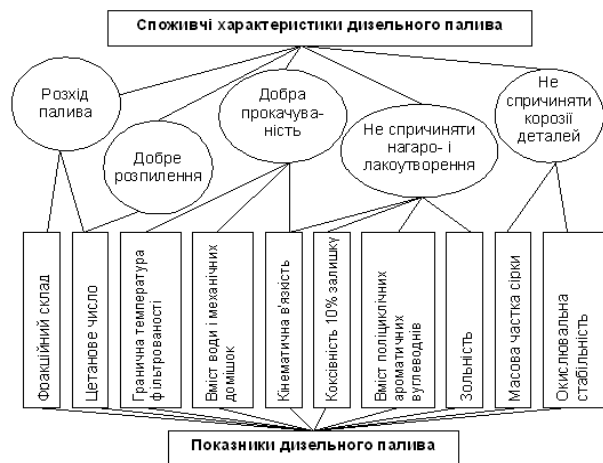 Споживчі характеристики дизельного палива
Розхід
палива
Добре
розпилення
Добра
прокачува-
ність
Не спричиняти
нагаро- і
лакоутворення
Не
спричиняти
корозії
деталей
Фракційний склад
Цетанове число
Гранична температура
фільтрованості
Вміст води і механічних
домішок
Кінематична в'язкість
Коксівність 10% залишку
Вміст поліциклічних
ароматичних
вуглеводнів
Зольність
Масова частка сірки
Окислювальна
стабільність
Показники дизельного палива